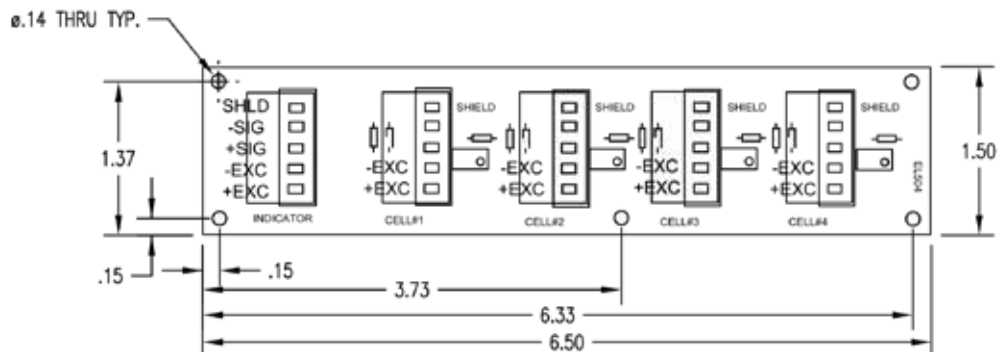 ø.14 THRU TYP.
SHLD
-SIG
+SIG
-EXC
+EXC
INDICATOR
SHIELD
-EXC
+EXC
CELL#1
SHIELD
-EXC
+EXC
CELL#2
SHIELD
-EXC
+EXC
CELL#3
SHIELD
-EXC
+EXC
CELL#4
EL504
1.37
1.50
.15
.15
3.73
6.33
6.50